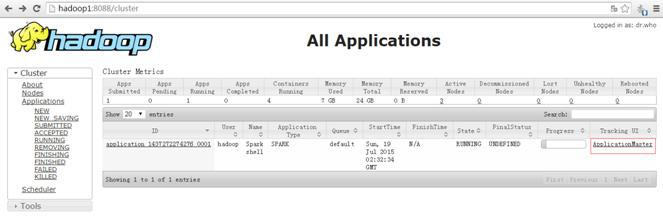 hadoop1:8088/cluster
Logged in as: dr.who
hadoop
All Applications
Cluster
About
Nodes
Applications
NEW
NEW SAVING
SUBMITTED
ACCEPTED
RUNNING
REMOVING
FINISHING
FINISHED
FAILED
KILLED
Scheduler
Tools
Cluster Metrics
Apps Submitted Apps Pending Apps Running Apps Completed Containers Running Memory Used Memory Total Memory Reserved Active Nodes Decommissioned Nodes Lost Nodes Unhealthy Nodes Rebooted Nodes
1 0 1 0 4 7 GB 24 GB 0 B 3 0 0 0 0
Show 20 entries Search:
ID User Name Application Type Queue StartTime FinishTime State FinalStatus Progress Tracking UI
application_1437272274276_0001 hadoop Spark shell SPARK default Sun, 19 Jul 2015 02:32:34 GMT N/A RUNNING UNDEFINED ApplicationMaster
Showing 1 to 1 of 1 entries First Previous 1 Next Last